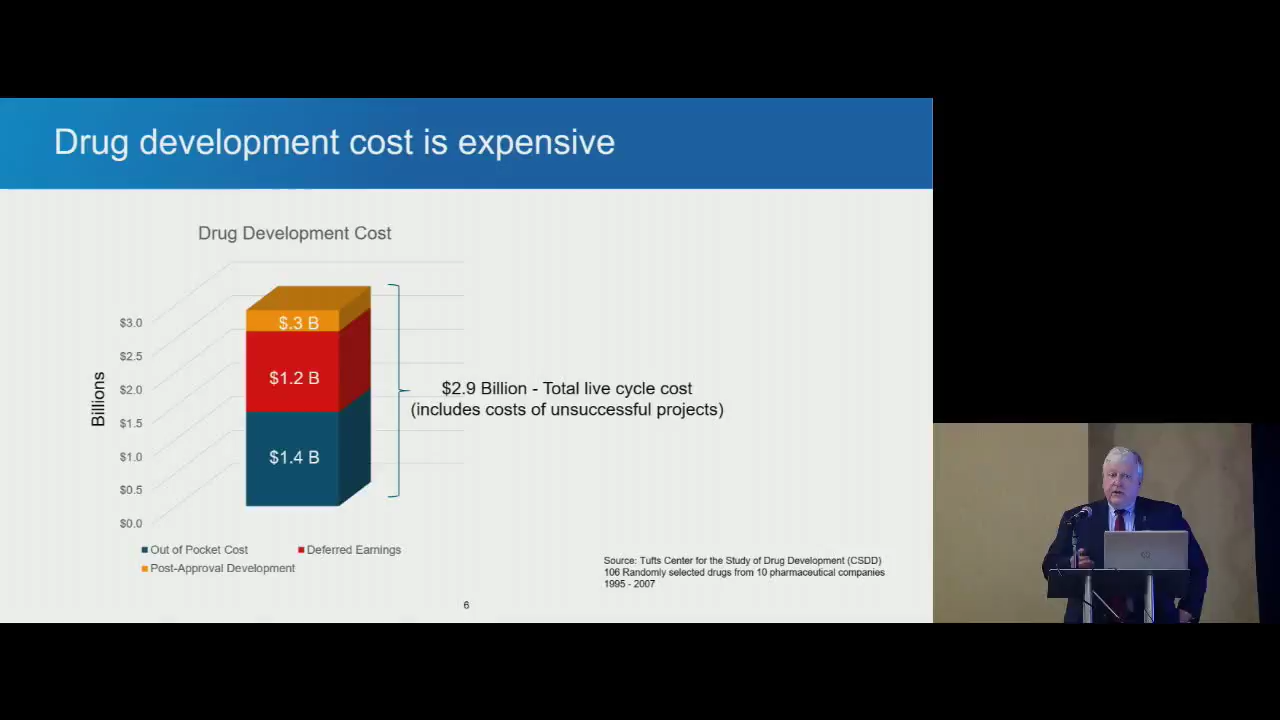 Drug development cost is expensive
Drug Development Cost
$3.0
$2.5
$2.0
$1.5
$1.0
$0.5
$0.0
Billions
$.3 B
$1.2 B
$1.4 B
$2.9 Billion - Total live cycle cost
(includes costs of unsuccessful projects)
Out of Pocket Cost
Deferred Earnings
Post-Approval Development
Source: Tufts Center for the Study of Drug Development (CSDD)
106 Randomly selected drugs from 10 pharmaceutical companies
1995 - 2007
6